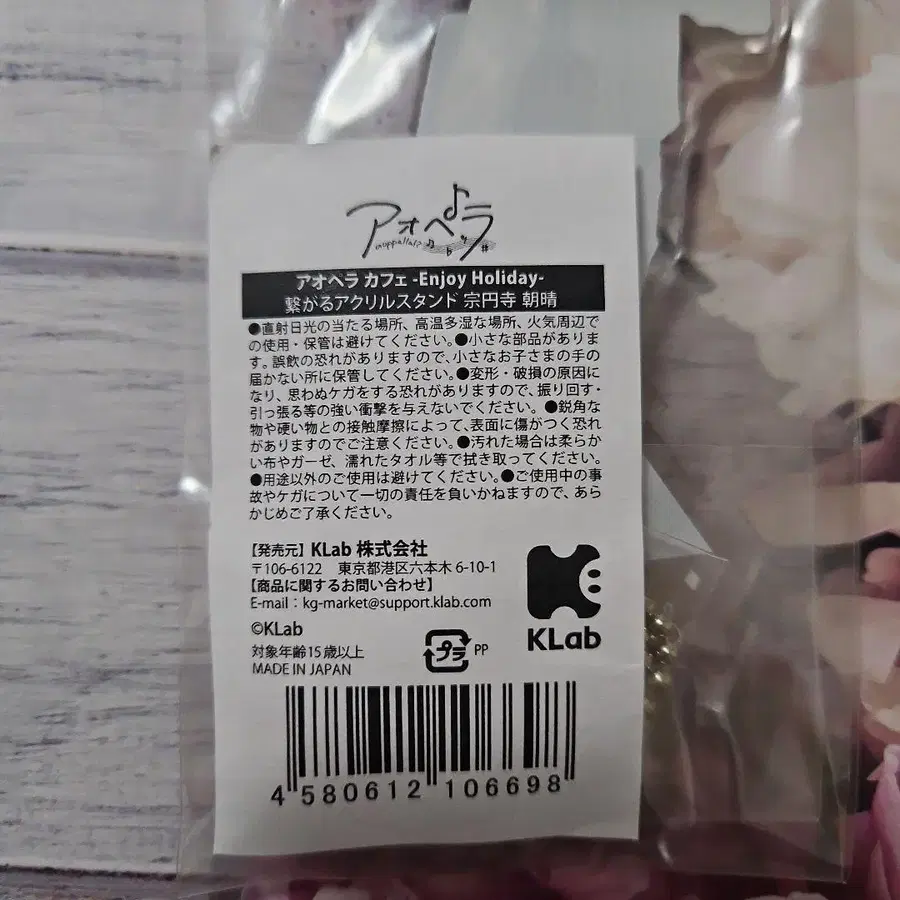 アオペラ
aoppella!?
アオペラ カフェ -Enjoy Holiday-
繋がるアクリルスタンド 宗円寺 朝晴
●直射日光の当たる場所、高温多湿な場所、火気周辺で
の使用・保管は避けてください。●小さな部品がありま
す。誤飲の恐れがありますので、小さなお子さまの手の
届かない所に保管してください。●変形・破損の原因に
なり、思わぬケガをする恐れがありますので、振り回す・
引っ張る等の強い衝撃を与えないでください。●鋭角な
物や硬い物との接触摩擦によって、表面に傷がつく恐れ
がありますのでご注意ください。●汚れた場合は柔らか
い布やガーゼ、濡れたタオル等で拭き取ってください。
●用途以外のご使用は避けてください。●ご使用中の事
故やケガについて一切の責任を負いかねますので、あら
かじめご了承ください。
【発売元】KLab 株式会社
〒106-6122 東京都港区六本木 6-10-1
【商品に関するお問い合わせ】
E-mail：kg-market@support.klab.com
KLab
©KLab
対象年齢15歳以上
MADE IN JAPAN
プラ PP
4 580612 106698